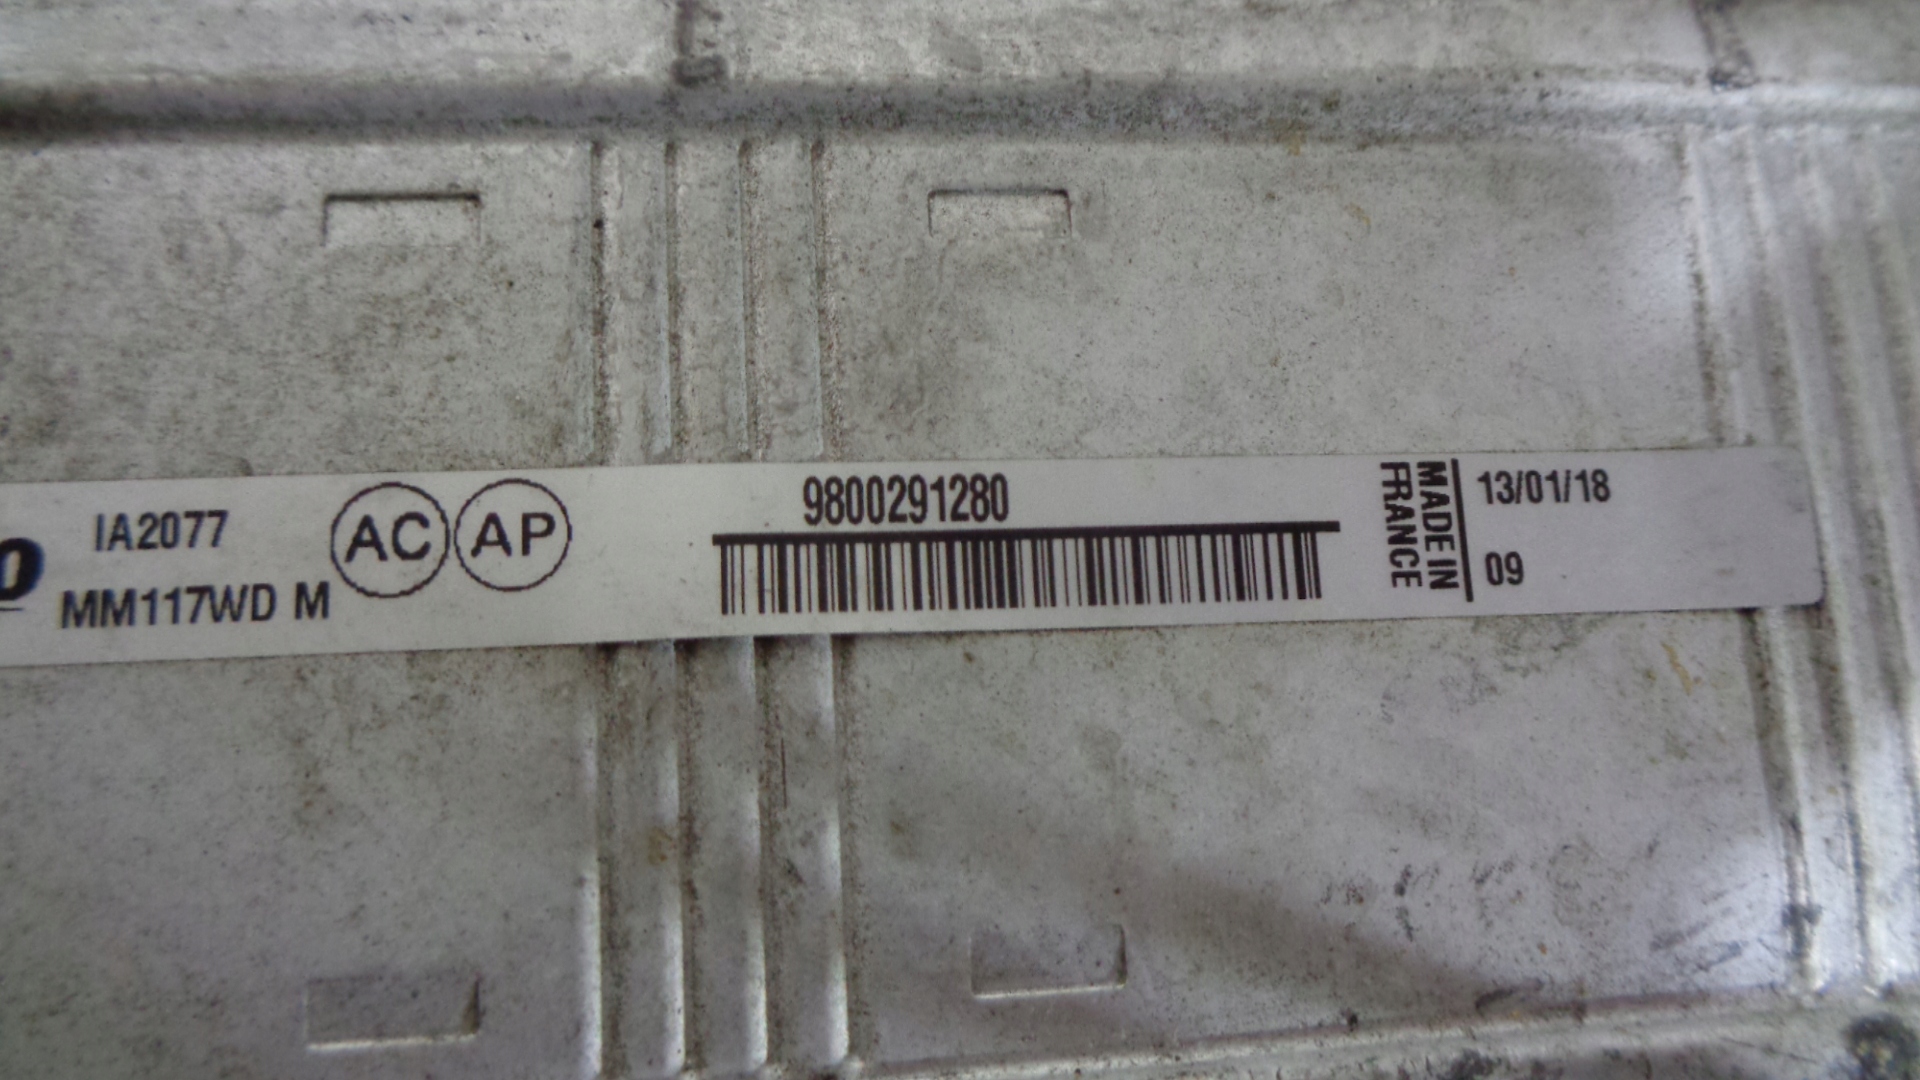 IA2077
MM117WD M
AC AP
9800291280
MADE IN
FRANCE
13/01/18
09